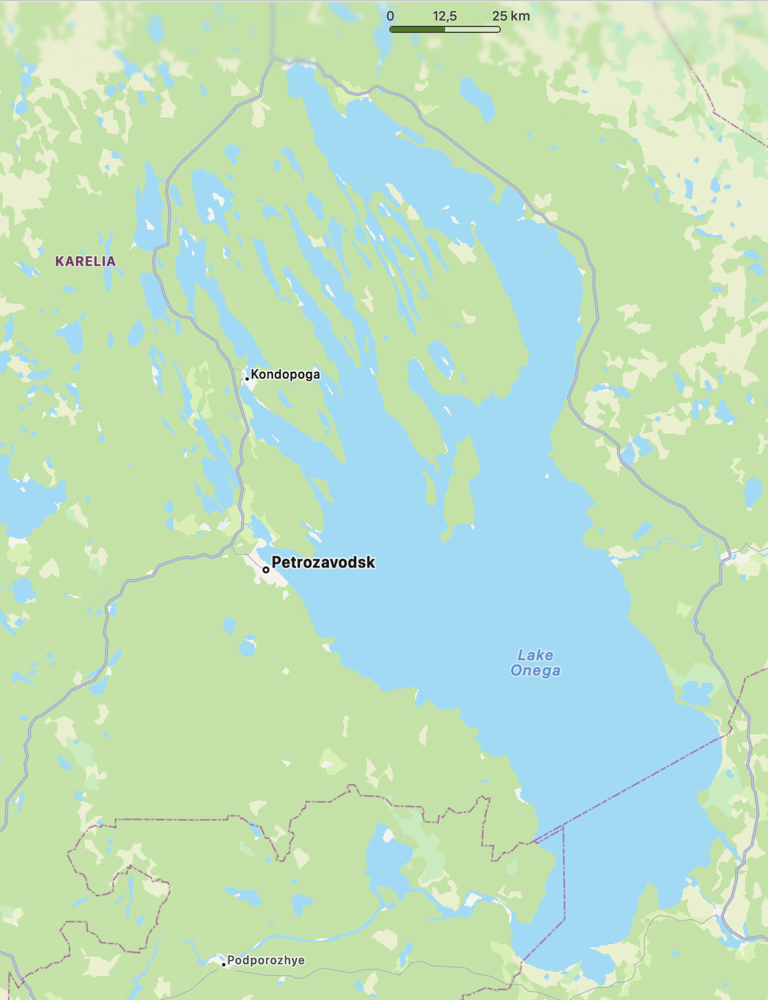 0 12,5 25 km
KARELIA
Kondopoga
Petrozavodsk
Lake
Onega
Podporozhye